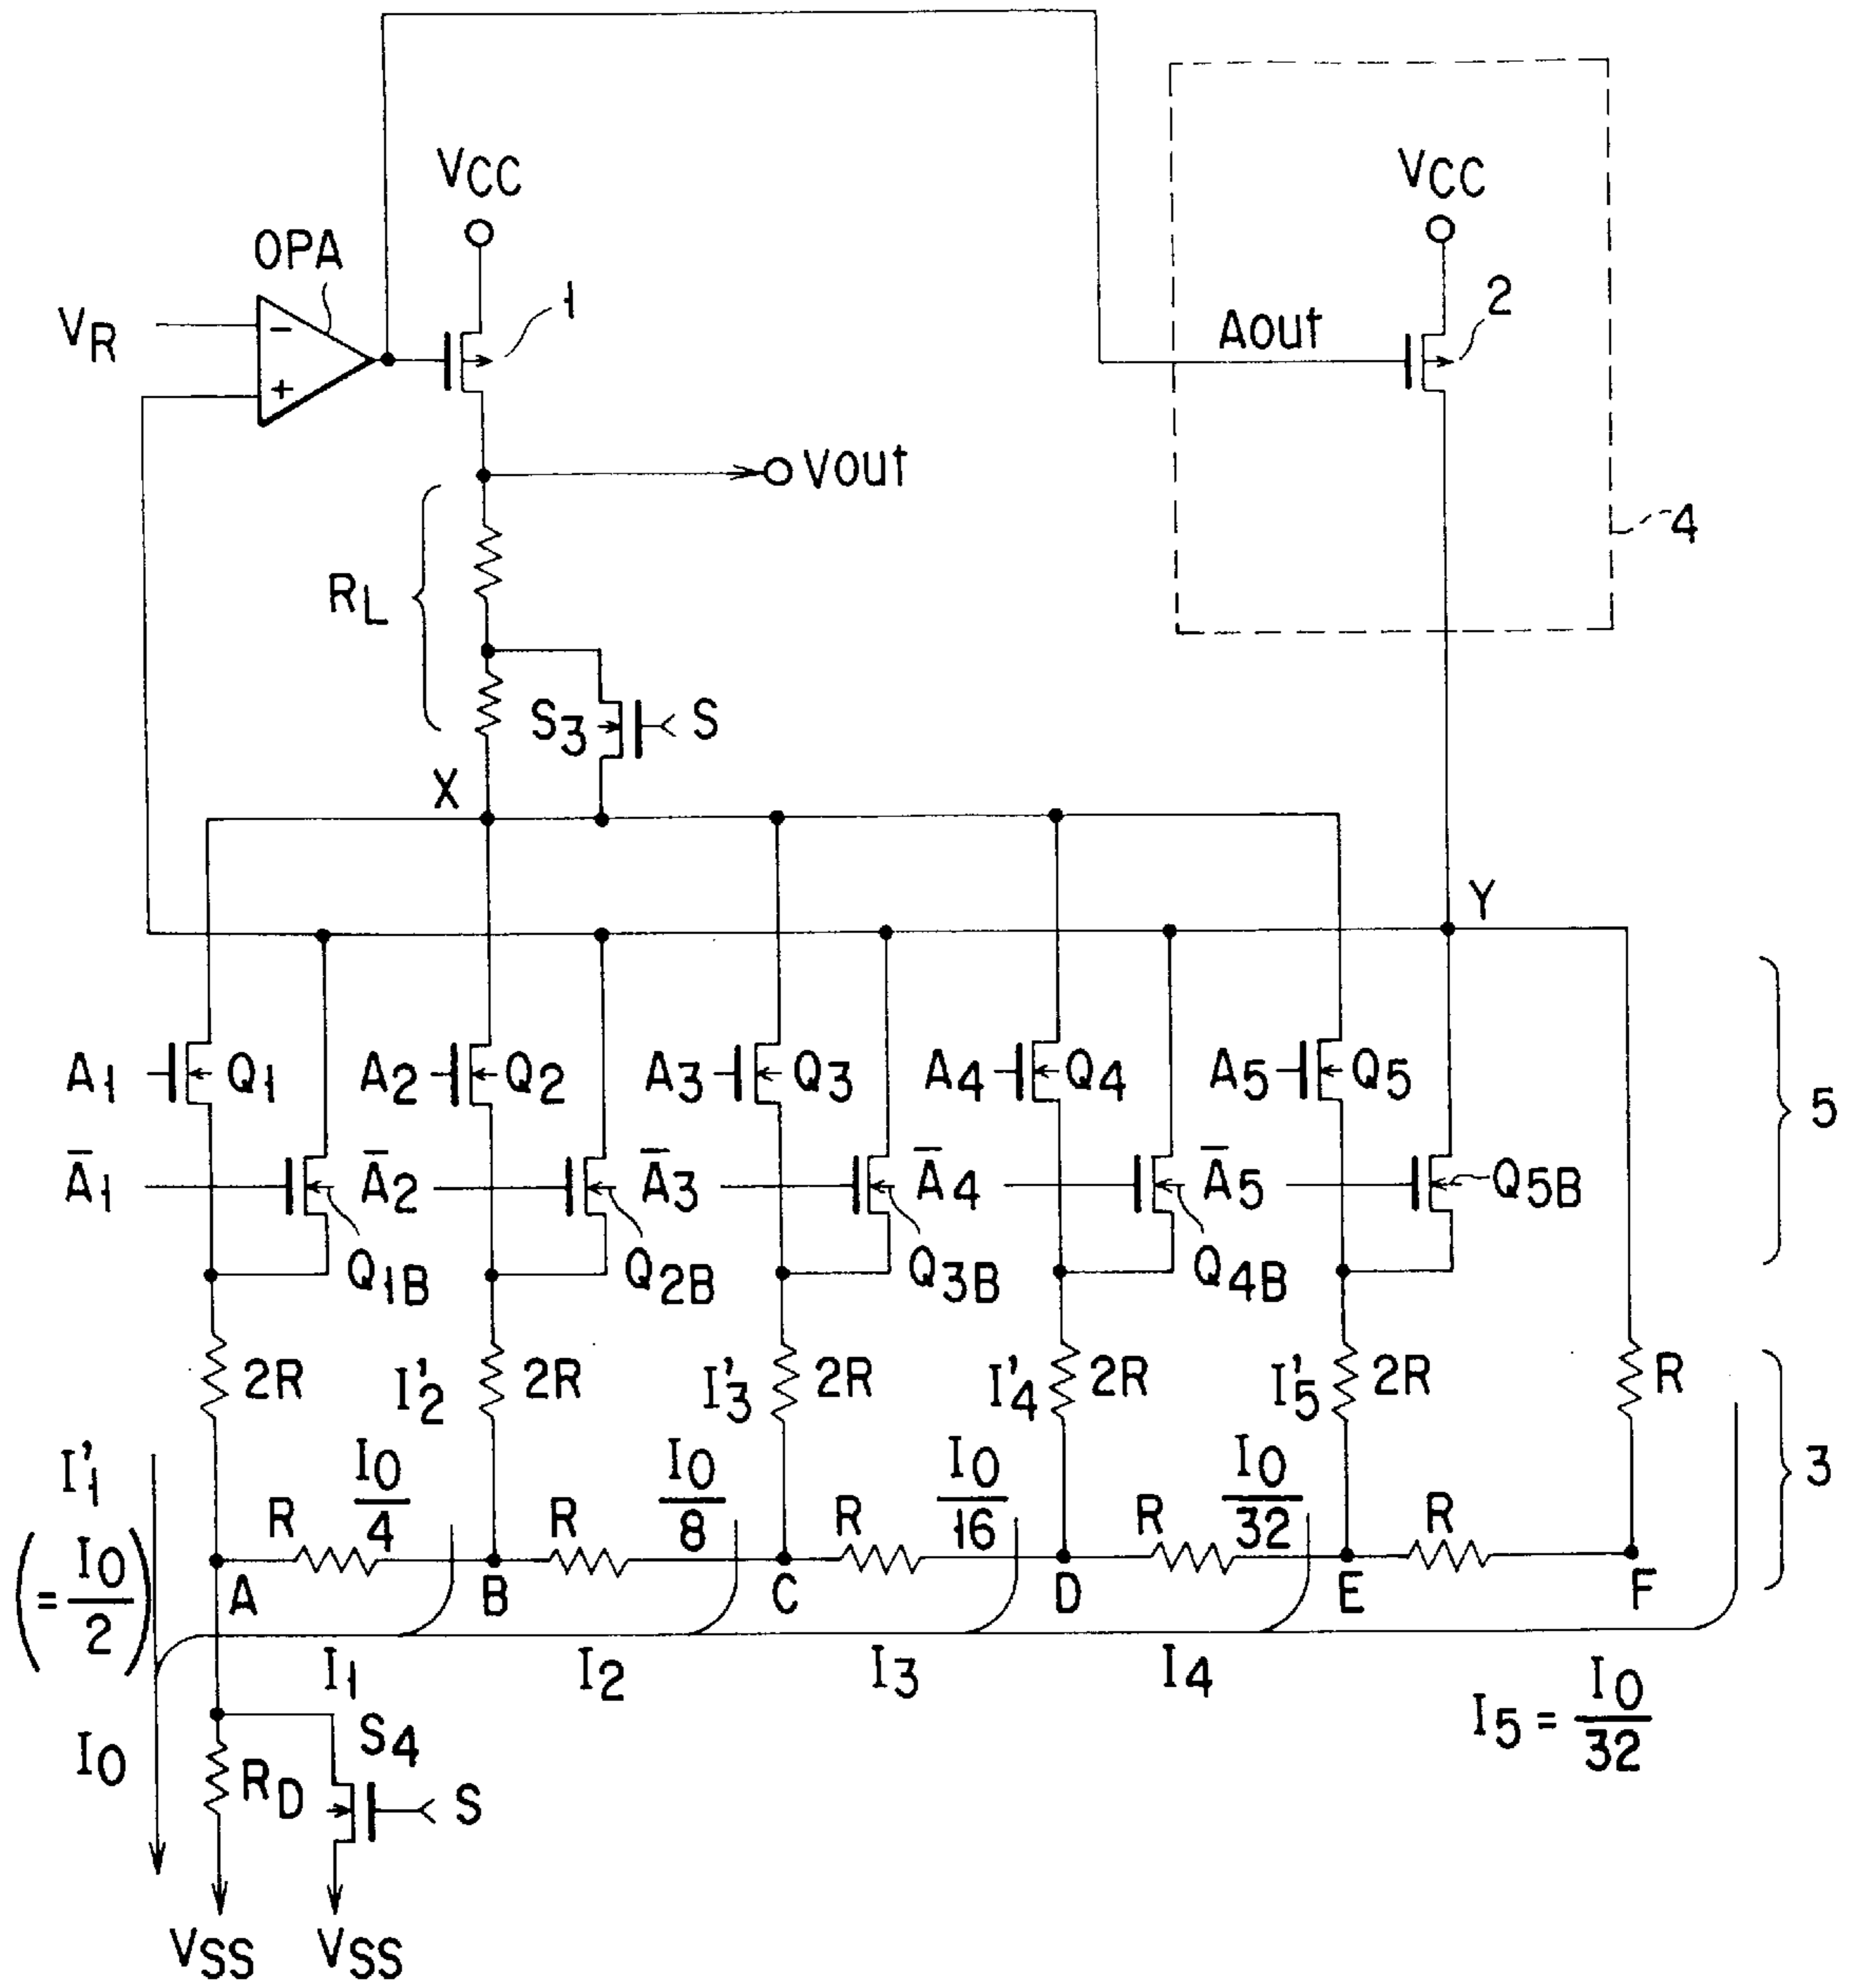 VCC
VCC
OPA
1
2
VR
−
+
Aout
Vout
4
RL
S3
S
X
Y
A1
Q1
A2
Q2
A3
Q3
A4
Q4
A5
Q5
5
Ā1
Ā2
Ā3
Ā4
Ā5
Q5B
Q1B
Q2B
Q3B
Q4B
2R
I'2
2R
I'3
2R
I'4
2R
I'5
2R
R
3
I'1
(= I0/2)
R
I0/4
R
I0/8
R
I0/16
R
I0/32
R
A
B
C
D
E
F
I1
I2
I3
I4
I5 = I0/32
I0
RD
S4
S
VSS
VSS